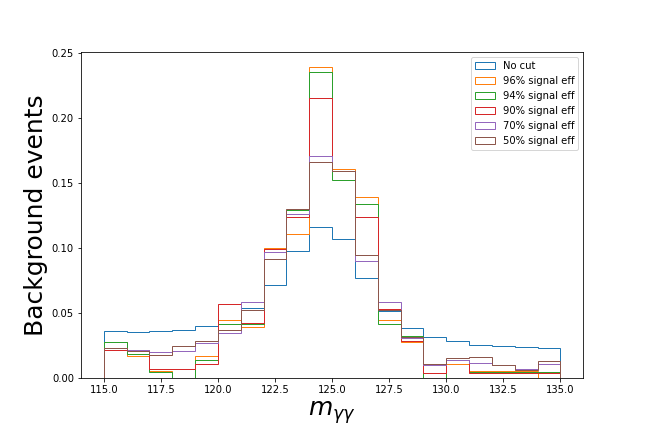 0.25
0.20
0.15
0.10
0.05
0.00
Background events
No cut
96% signal eff
94% signal eff
90% signal eff
70% signal eff
50% signal eff
115.0 117.5 120.0 122.5 125.0 127.5 130.0 132.5 135.0
mγγ